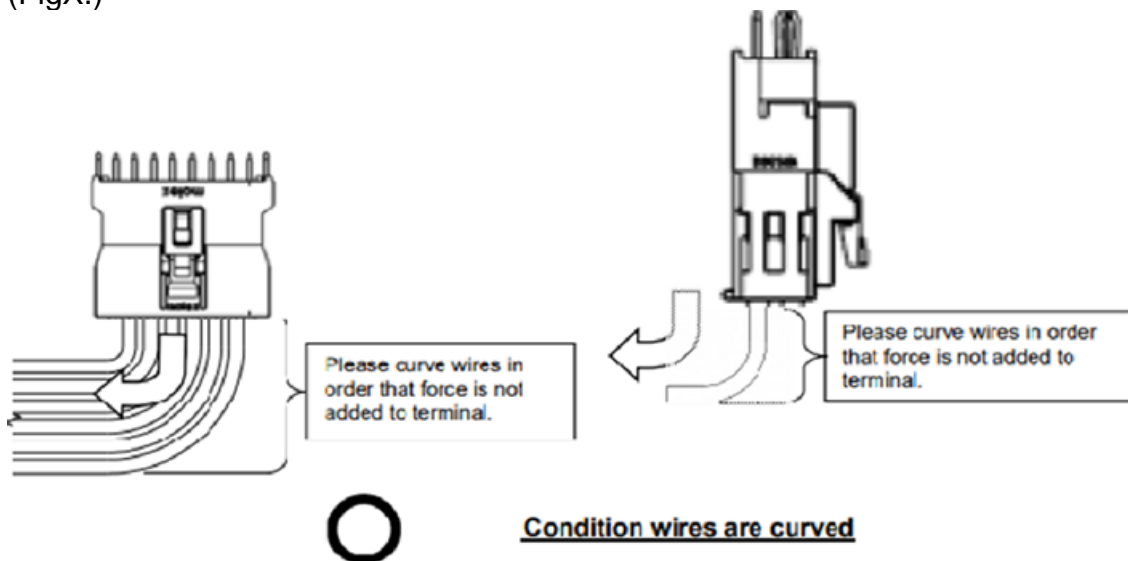 (FigX.)
molex
Please curve wires in
order that force is not
added to terminal.
Please curve wires in order
that force is not added to
terminal.
Condition wires are curved